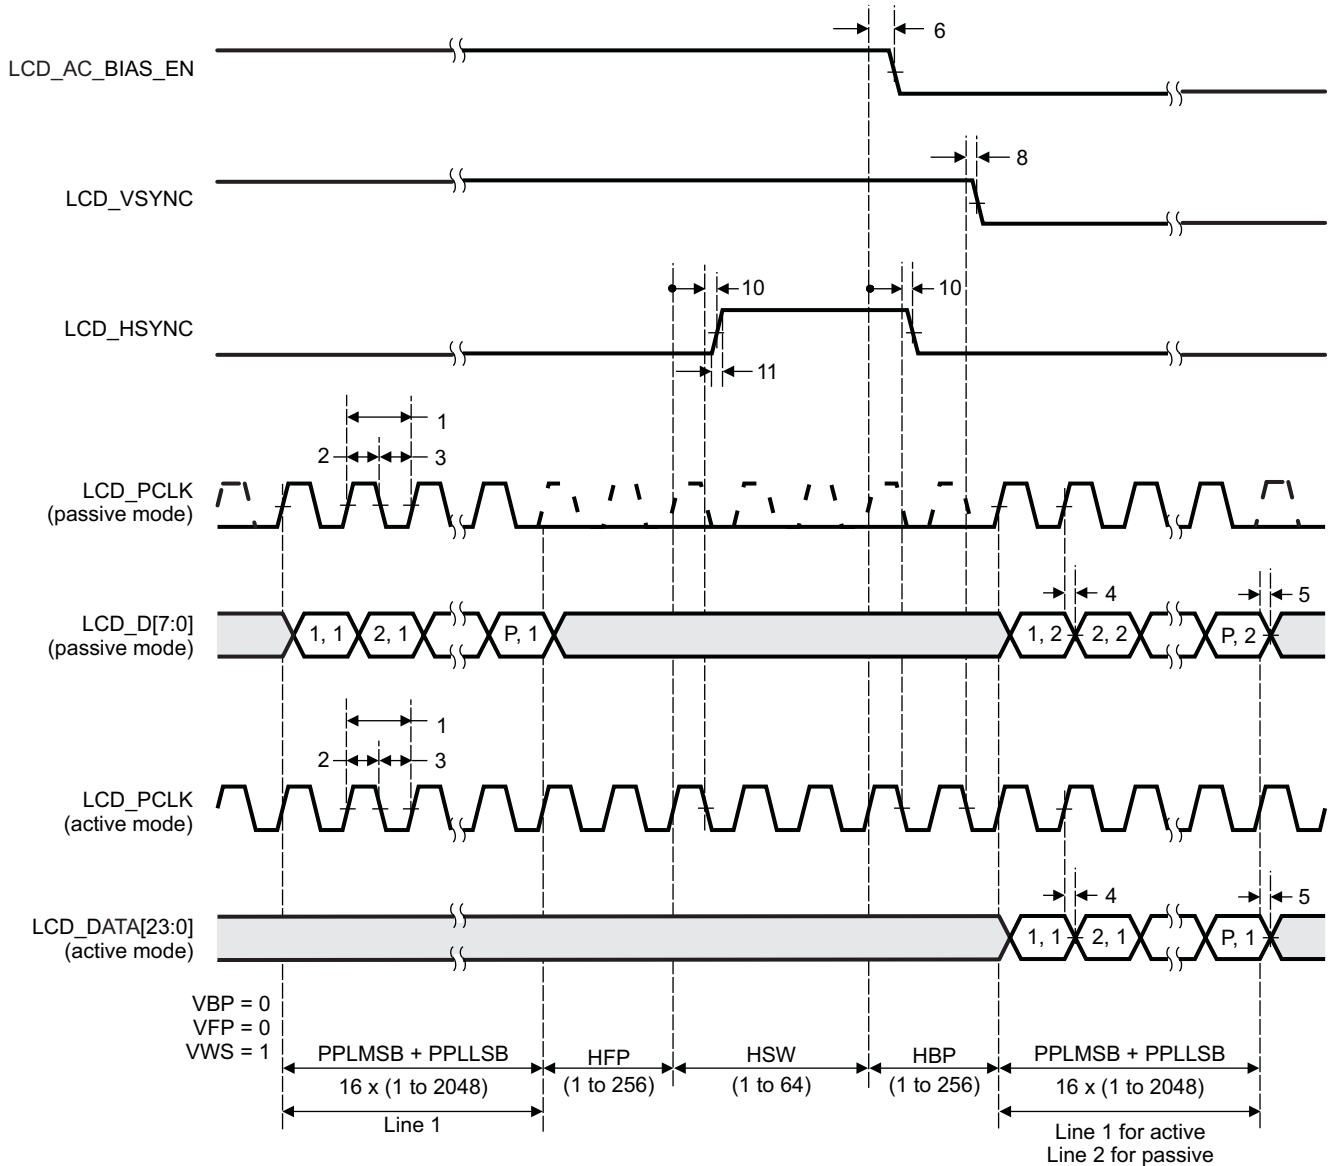 6
LCD_AC_BIAS_EN
8
LCD_VSYNC
10
10
LCD_HSYNC
11
1
2
3
LCD_PCLK
(passive mode)
4
5
LCD_D[7:0]
(passive mode)
1, 1
2, 1
P, 1
1, 2
2, 2
P, 2
1
2
3
LCD_PCLK
(active mode)
4
5
LCD_DATA[23:0]
(active mode)
1, 1
2, 1
P, 1
VBP = 0
VFP = 0
VWS = 1
PPLMSB + PPLLSB
16 x (1 to 2048)
Line 1
HFP
(1 to 256)
HSW
(1 to 64)
HBP
(1 to 256)
PPLMSB + PPLLSB
16 x (1 to 2048)
Line 1 for active
Line 2 for passive